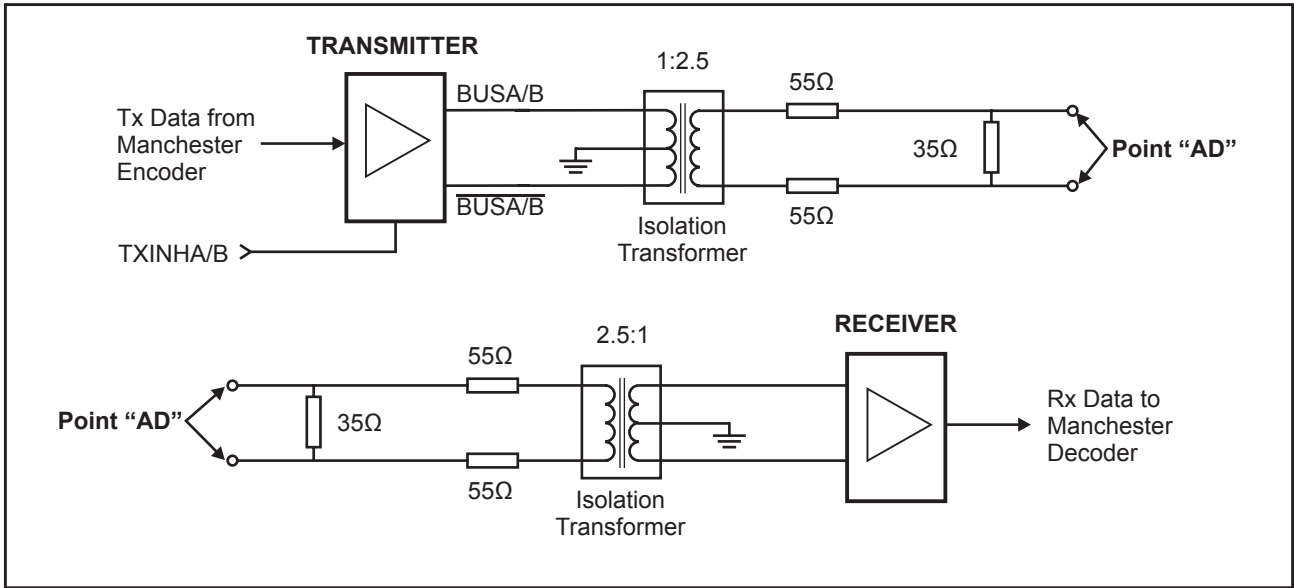 TRANSMITTER
1:2.5
55Ω
BUSA/B
Tx Data from
Manchester
Encoder
35Ω
Point “AD”
BUSA/B
55Ω
Isolation
Transformer
TXINHA/B
RECEIVER
2.5:1
55Ω
Point “AD”
35Ω
Rx Data to
Manchester
Decoder
55Ω
Isolation
Transformer